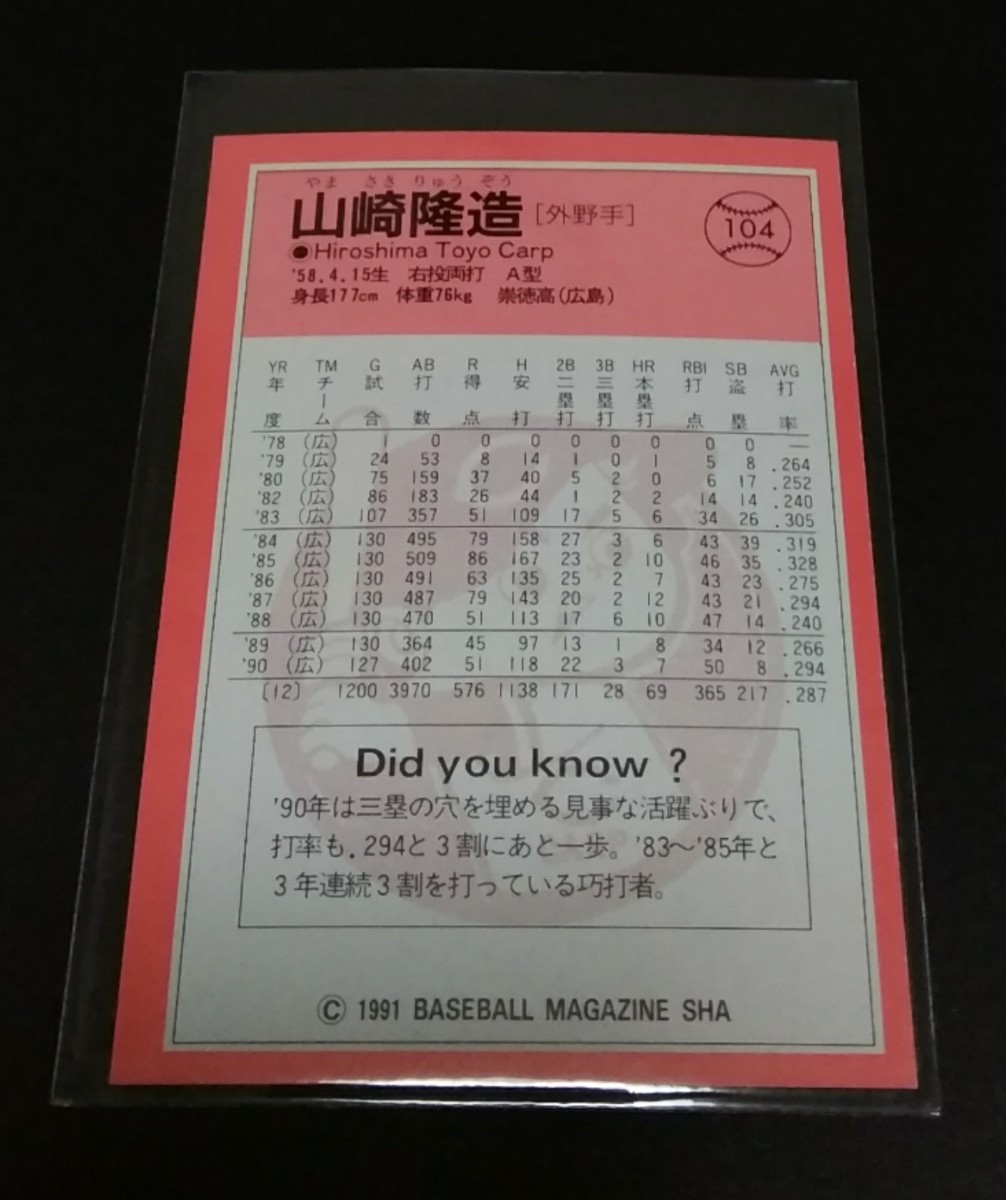 やま さき りゅう ぞう
山崎隆造 [外野手]
104
●Hiroshima Toyo Carp
'58.4.15生 右投両打 A型
身長177cm 体重76kg 崇徳高(広島)
YR TM G AB R H 2B 3B HR RBI SB AVG
年度 チーム 試合 打数 得点 安打 二塁打 三塁打 本塁打 打点 盗塁 打率
'78 (広) 1 0 0 0 0 0 0 0 0 —
'79 (広) 24 53 8 14 1 0 1 5 8 .264
'80 (広) 75 159 37 40 5 2 0 6 17 .252
'82 (広) 86 183 26 44 1 2 2 14 14 .240
'83 (広) 107 357 51 109 17 5 6 34 26 .305
'84 (広) 130 495 79 158 27 3 6 43 39 .319
'85 (広) 130 509 86 167 23 2 10 46 35 .328
'86 (広) 130 491 63 135 25 2 7 43 23 .275
'87 (広) 130 487 79 143 20 2 12 43 21 .294
'88 (広) 130 470 51 113 17 6 10 47 14 .240
'89 (広) 130 364 45 97 13 1 8 34 12 .266
'90 (広) 127 402 51 118 22 3 7 50 8 .294
〔12〕 1200 3970 576 1138 171 28 69 365 217 .287
Did you know ?
'90年は三塁の穴を埋める見事な活躍ぶりで、
打率も.294と3割にあと一歩。'83〜'85年と
3年連続3割を打っている巧打者。
© 1991 BASEBALL MAGAZINE SHA